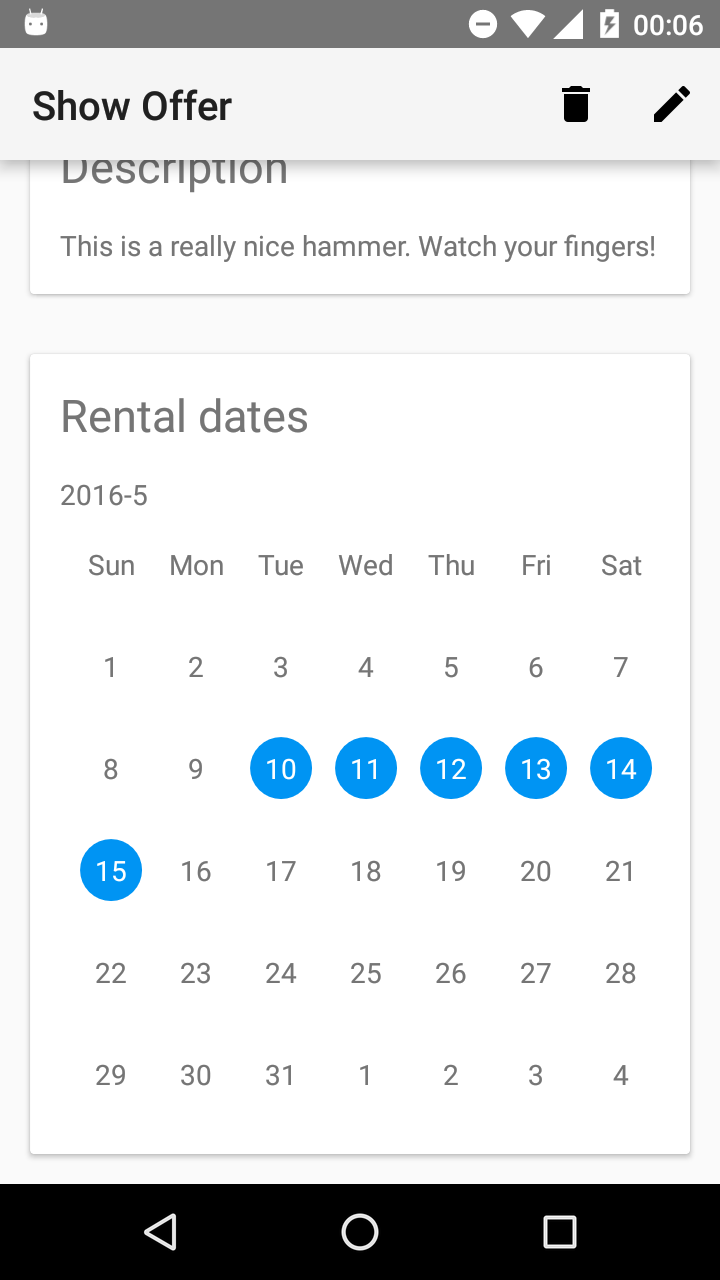 00:06
Show Offer
Description
This is a really nice hammer. Watch your fingers!
Rental dates
2016-5
Sun Mon Tue Wed Thu Fri Sat
1 2 3 4 5 6 7
8 9 10 11 12 13 14
15 16 17 18 19 20 21
22 23 24 25 26 27 28
29 30 31 1 2 3 4